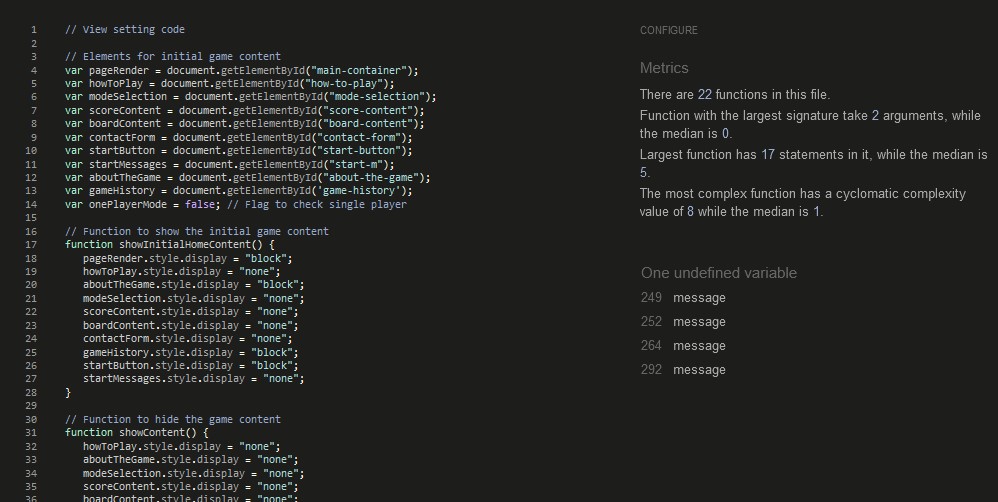 1 // View setting code
2
3 // Elements for initial game content
4 var pageRender = document.getElementById("main-container");
5 var howToPlay = document.getElementById("how-to-play");
6 var modeSelection = document.getElementById("mode-selection");
7 var scoreContent = document.getElementById("score-content");
8 var boardContent = document.getElementById("board-content");
9 var contactForm = document.getElementById("contact-form");
10 var startButton = document.getElementById("start-button");
11 var startMessages = document.getElementById("start-m");
12 var aboutTheGame = document.getElementById("about-the-game");
13 var gameHistory = document.getElementById('game-history');
14 var onePlayerMode = false; // Flag to check single player
15
16 // Function to show the initial game content
17 function showInitialHomeContent() {
18 pageRender.style.display = "block";
19 howToPlay.style.display = "none";
20 aboutTheGame.style.display = "block";
21 modeSelection.style.display = "none";
22 scoreContent.style.display = "none";
23 boardContent.style.display = "none";
24 contactForm.style.display = "none";
25 gameHistory.style.display = "block";
26 startButton.style.display = "block";
27 startMessages.style.display = "none";
28 }
29
30 // Function to hide the game content
31 function showContent() {
32 howToPlay.style.display = "none";
33 aboutTheGame.style.display = "none";
34 modeSelection.style.display = "none";
35 scoreContent.style.display = "none";
36 boardContent.style.display = "none";
CONFIGURE
Metrics
There are 22 functions in this file.
Function with the largest signature take 2 arguments, while
the median is 0.
Largest function has 17 statements in it, while the median is
5.
The most complex function has a cyclomatic complexity
value of 8 while the median is 1.
One undefined variable
249 message
252 message
264 message
292 message